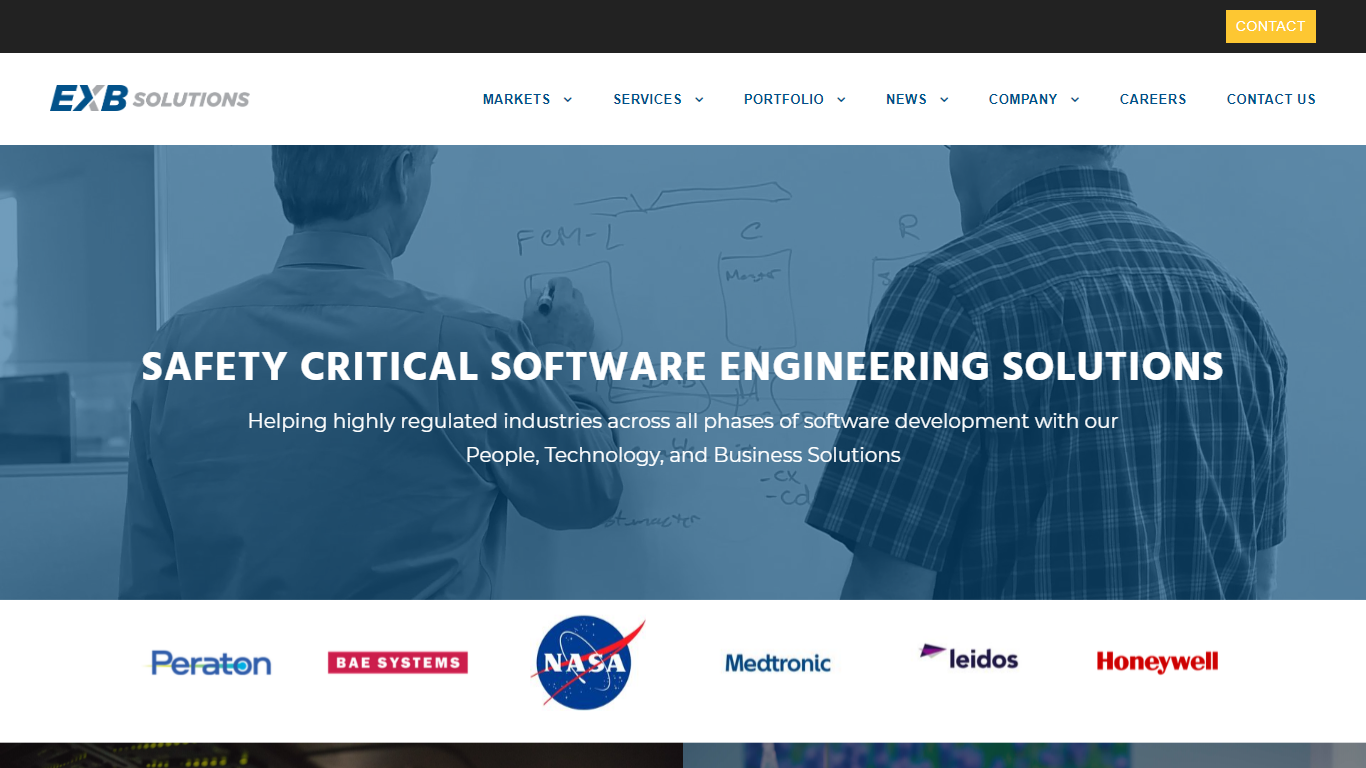 CONTACT
EXB SOLUTIONS
MARKETS SERVICES PORTFOLIO NEWS COMPANY CAREERS CONTACT US
FCM-L C R
Merger
SAFETY CRITICAL SOFTWARE ENGINEERING SOLUTIONS
Helping highly regulated industries across all phases of software development with our
People, Technology, and Business Solutions
-cx
Peraton BAE SYSTEMS NASA Medtronic leidos Honeywell